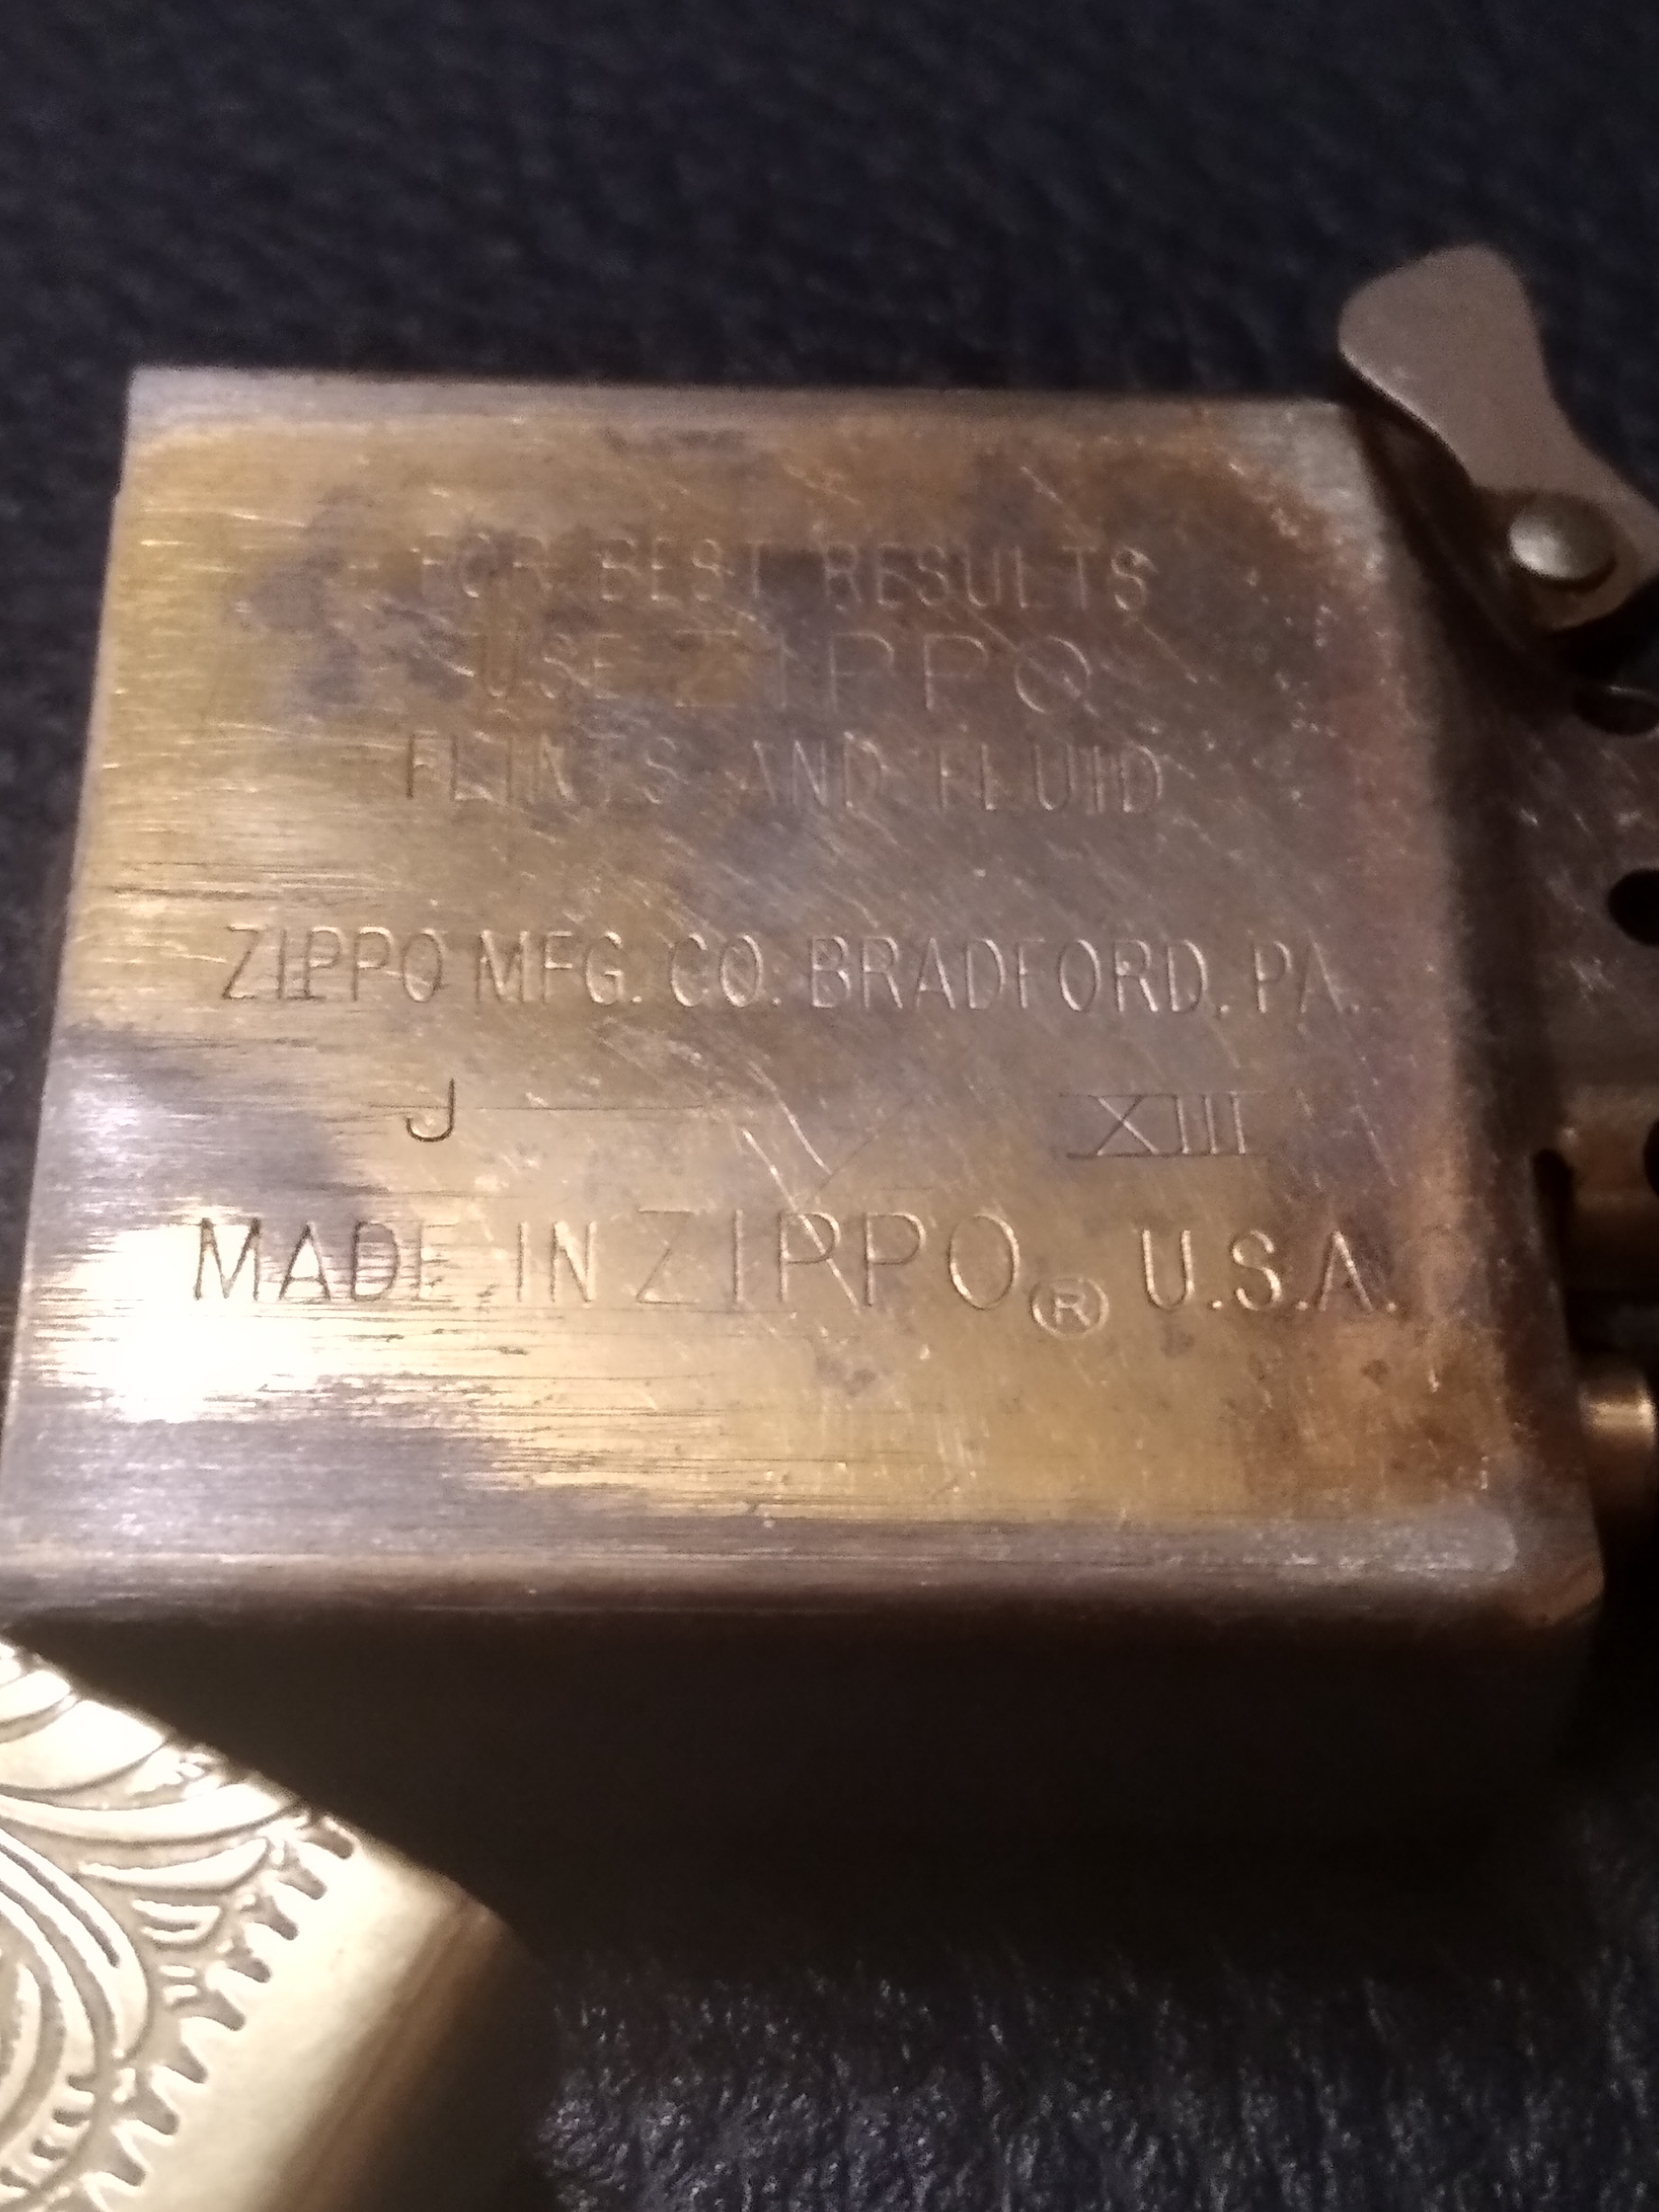 FOR BEST RESULTS
USE ZIPPO
FLINTS AND FLUID
ZIPPO MFG. CO. BRADFORD, PA.
J XIII
MADE IN ZIPPO® U.S.A.